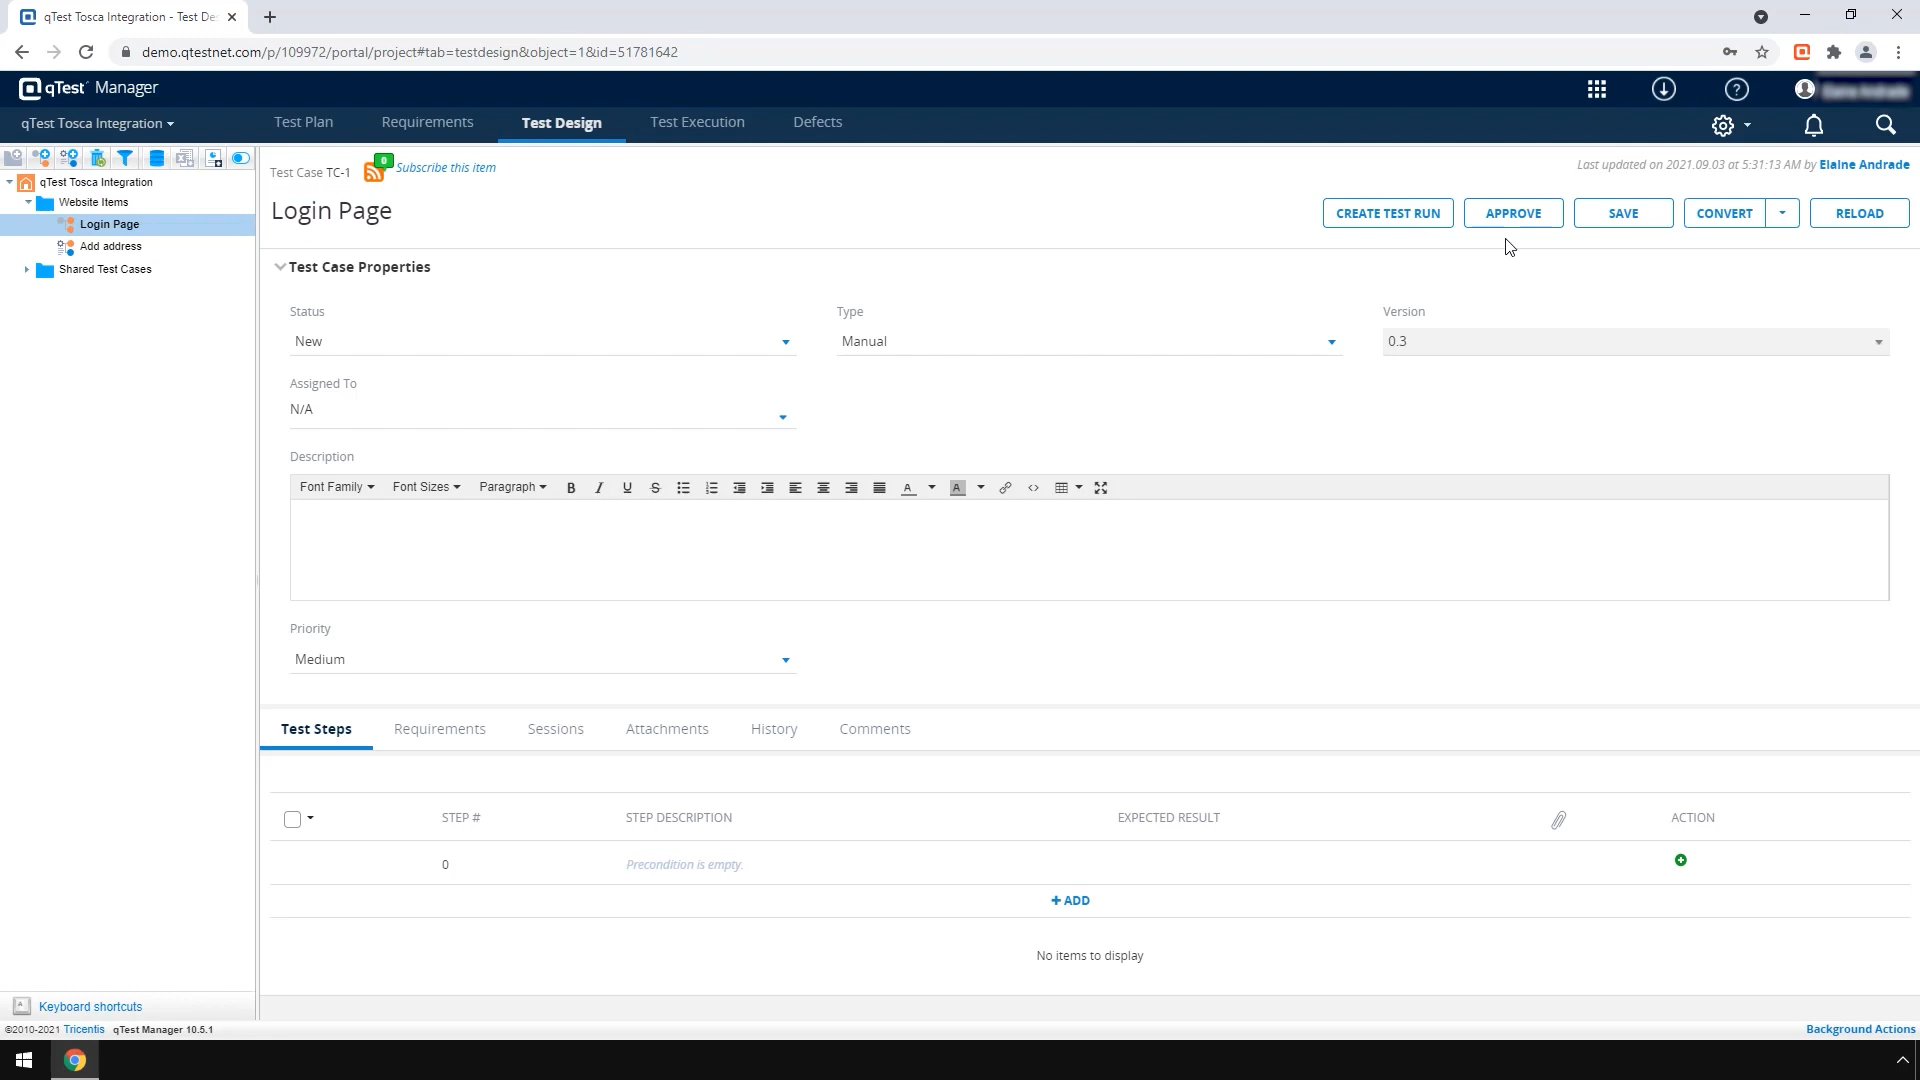 qTest Tosca Integration - Test De
demo.qtestnet.com/p/109972/portal/project#tab=testdesign&object=1&id=51781642
qTest Manager
qTest Tosca Integration
Test Plan
Requirements
Test Design
Test Execution
Defects
qTest Tosca Integration
Website Items
Login Page
Add address
Shared Test Cases
Test Case TC-1
0
Subscribe this item
Last updated on 2021.09.03 at 5:31:13 AM by Elaine Andrade
Login Page
CREATE TEST RUN
APPROVE
SAVE
CONVERT
RELOAD
Test Case Properties
Status
Type
Version
New
Manual
0.3
Assigned To
N/A
Description
Font Family
Font Sizes
Paragraph
B
I
U
S
A
A
Priority
Medium
Test Steps
Requirements
Sessions
Attachments
History
Comments
STEP #
STEP DESCRIPTION
EXPECTED RESULT
ACTION
0
Precondition is empty.
+ ADD
No items to display
Keyboard shortcuts
©2010-2021 Tricentis qTest Manager 10.5.1
Background Actions